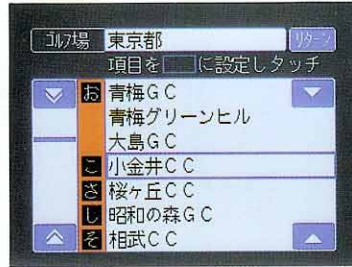 ゴルフ場 東京都 リターン
項目を に設定しタッチ
お 青梅GC
青梅グリーンヒル
大島GC
こ 小金井CC
さ 桜ヶ丘CC
し 昭和の森GC
そ 相武CC